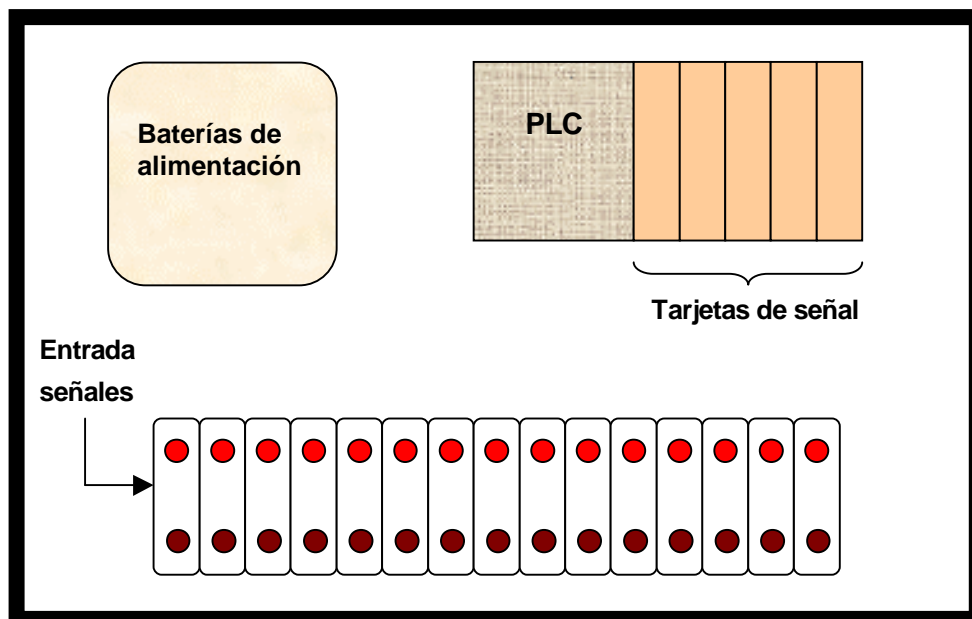 Baterías de
alimentación
PLC
Tarjetas de señal
Entrada
señales